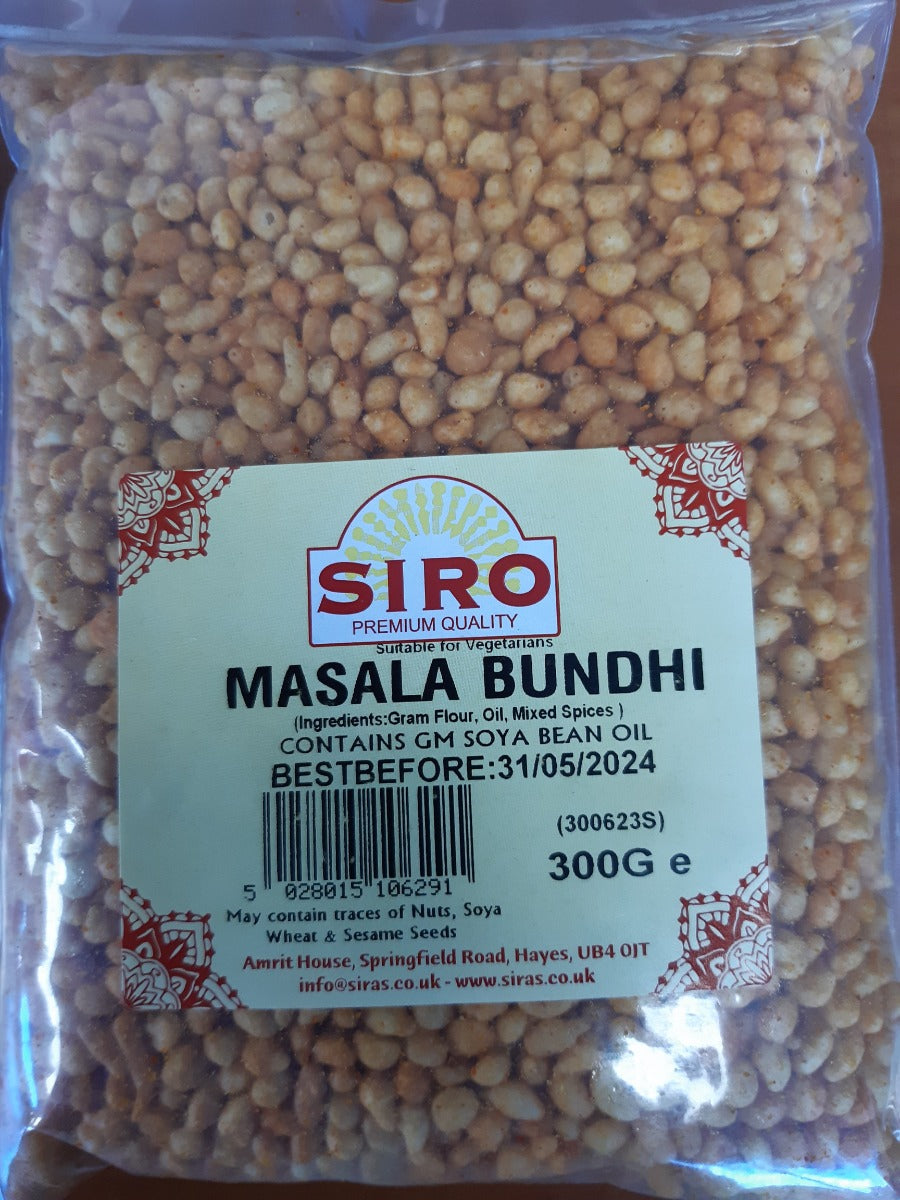 SIRO
PREMIUM QUALITY
Suitable for Vegetarians
MASALA BUNDHI
(Ingredients:Gram Flour, Oil, Mixed Spices )
CONTAINS GM SOYA BEAN OIL
BESTBEFORE:31/05/2024
(300623S)
300G e
5 028015 106291
May contain traces of Nuts, Soya
Wheat & Sesame Seeds
Amrit House, Springfield Road, Hayes, UB4 0JT
info@siras.co.uk - www.siras.co.uk